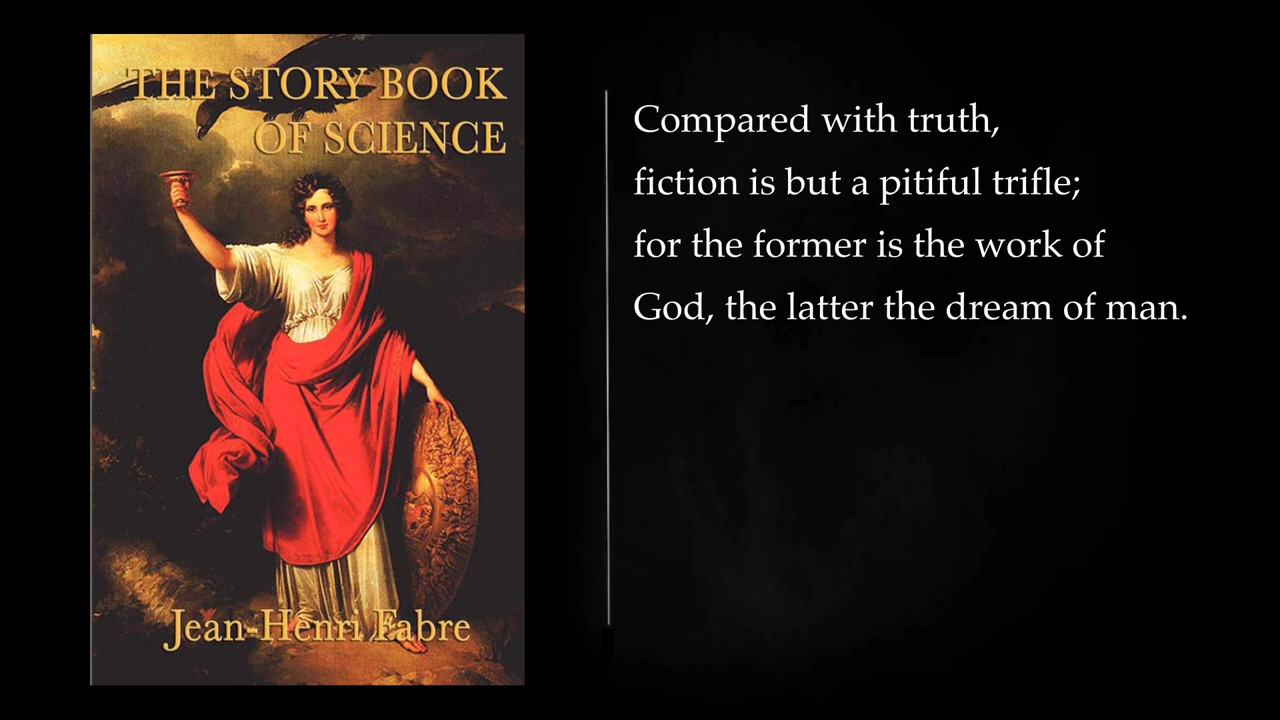 THE STORY BOOK
OF SCIENCE
Jean-Henri Fabre
Compared with truth,
fiction is but a pitiful trifle;
for the former is the work of
God, the latter the dream of man.